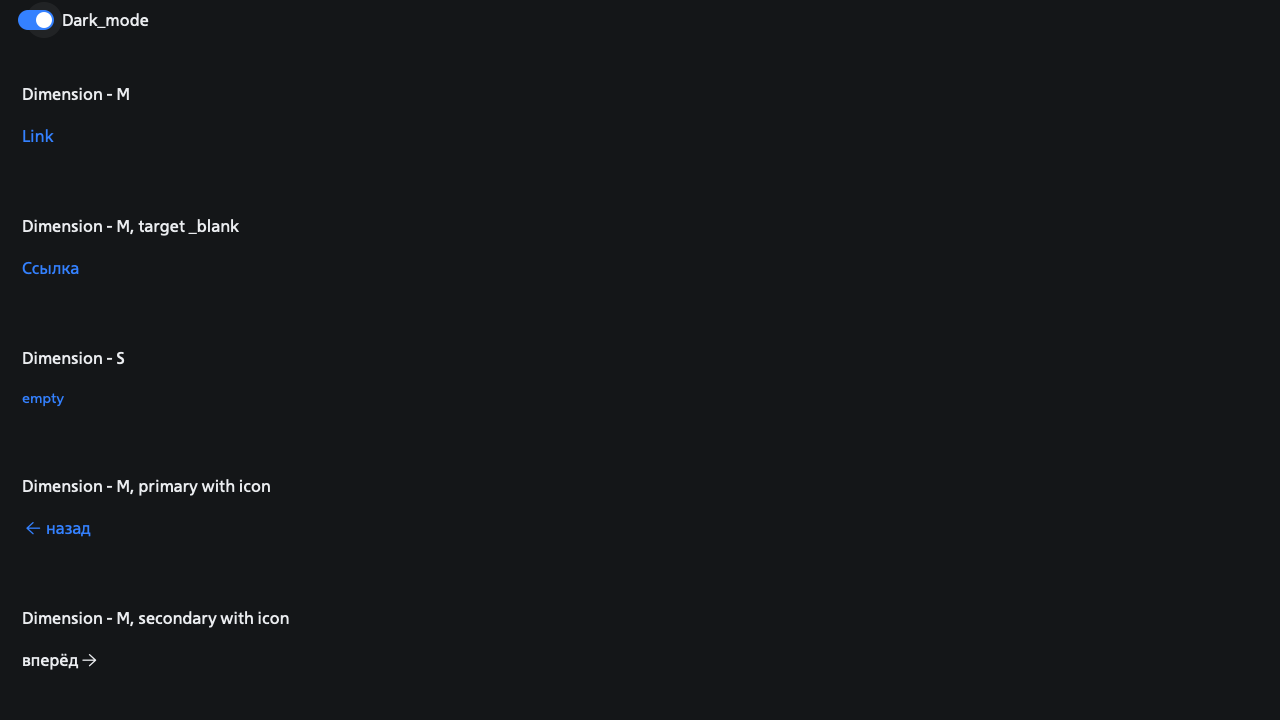 Dark_mode
Dimension - M
Link
Dimension - M, target _blank
Ссылка
Dimension - S
empty
Dimension - M, primary with icon
назад
Dimension - M, secondary with icon
вперёд